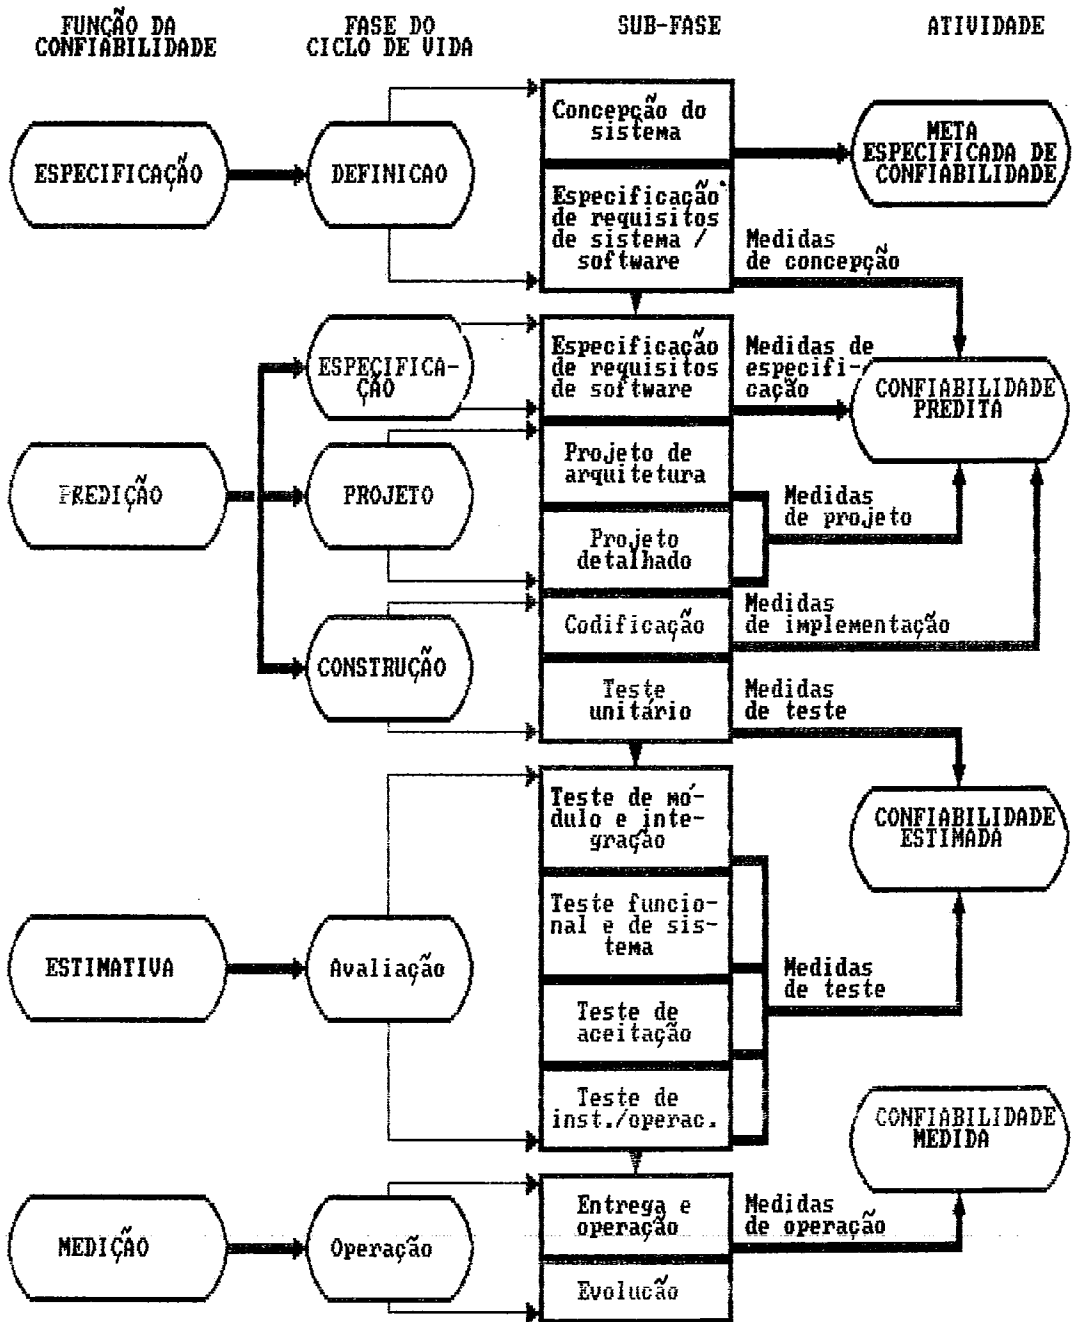 FUNÇÃO DA
CONFIABILIDADE
FASE DO
CICLO DE VIDA
SUB-FASE
ATIVIDADE
ESPECIFICAÇÃO
DEFINICAO
Concepção do
sistema
Especificação
de requisitos
de sistema /
software
META
ESPECIFICADA DE
CONFIABILIDADE
Medidas
de concepção
PREDIÇÃO
ESPECIFICA-
ÇÃO
Especificação
de requisitos
de software
Medidas de
especifi-
cação
CONFIABILIDADE
PREDITA
PROJETO
Projeto de
arquitetura
Projeto
detalhado
Medidas
de projeto
CONSTRUÇÃO
Codificação
Medidas
de implementação
Teste
unitário
Medidas
de teste
CONFIABILIDADE
ESTIMADA
ESTIMATIVA
Avaliação
Teste de mó-
dulo e inte-
gração
Teste funcio-
nal e de sis-
tema
Teste de
aceitação
Teste de
inst./operac.
Medidas
de teste
CONFIABILIDADE
MEDIDA
MEDIÇÃO
Operação
Entrega e
operação
Evolucão
Medidas
de operação